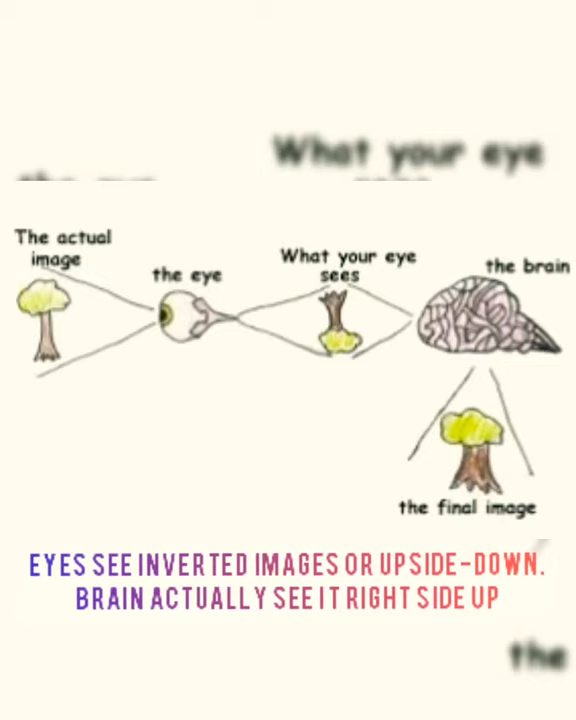 What your eye
The actual
image
the eye
What your eye
sees
the brain
the final image
EYES SEE INVERTED IMAGES OR UPSIDE-DOWN.
BRAIN ACTUALLY SEE IT RIGHT SIDE UP
the